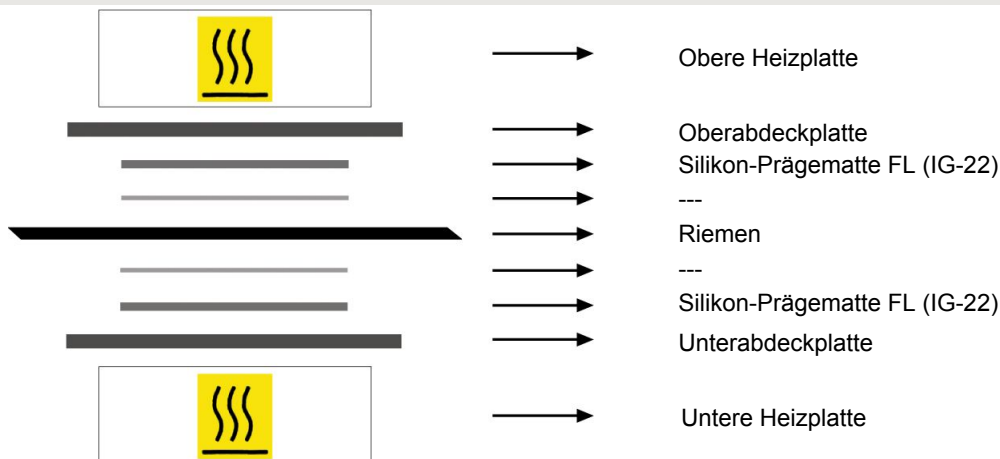 Obere Heizplatte
Oberabdeckplatte
Silikon-Prägematte FL (IG-22)
---
Riemen
---
Silikon-Prägematte FL (IG-22)
Unterabdeckplatte
Untere Heizplatte